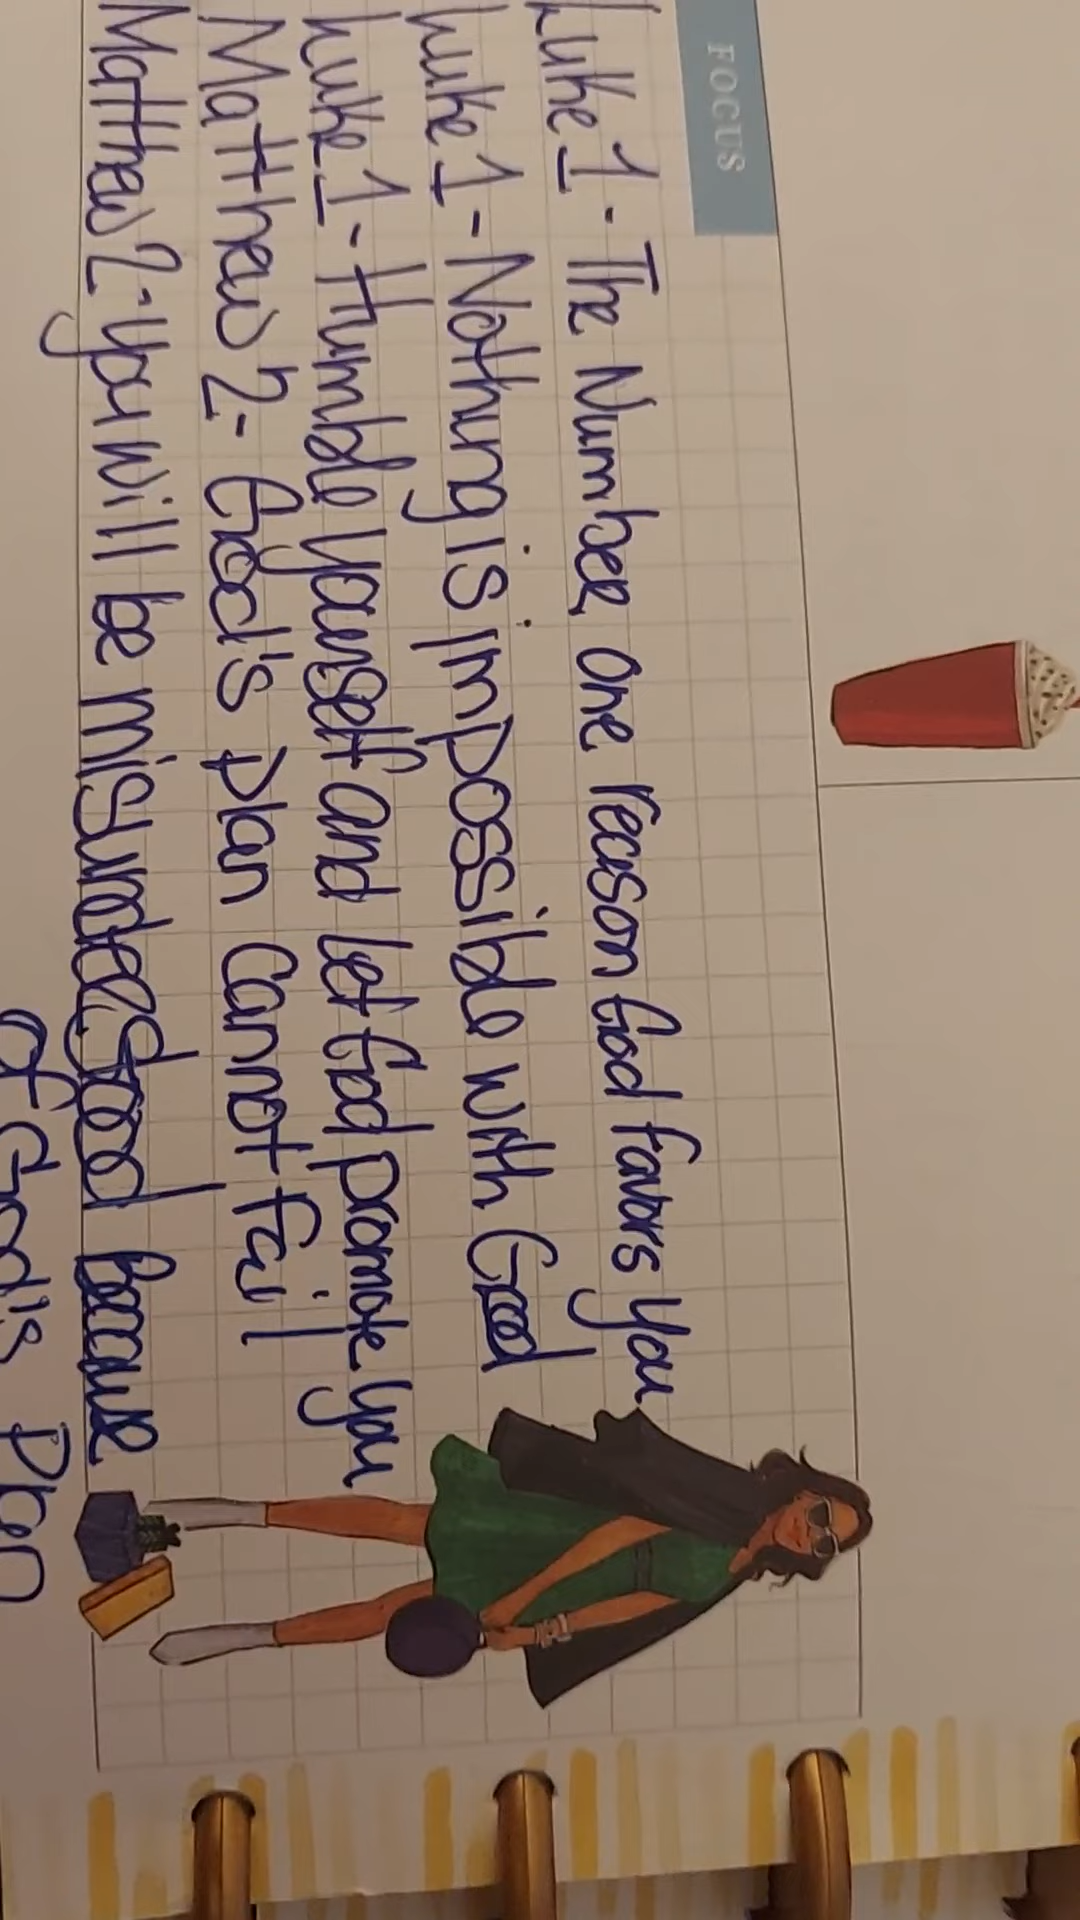 FOCUS
Luke 1 - The Number one reason God favors you
Luke 1 - Nothing is impossible with God
Luke 1 - Humble yourself and let God promote you
Matthew 2 - God's plan cannot fail
Matthew 2 - you will be misunderstood because
of God's Plan